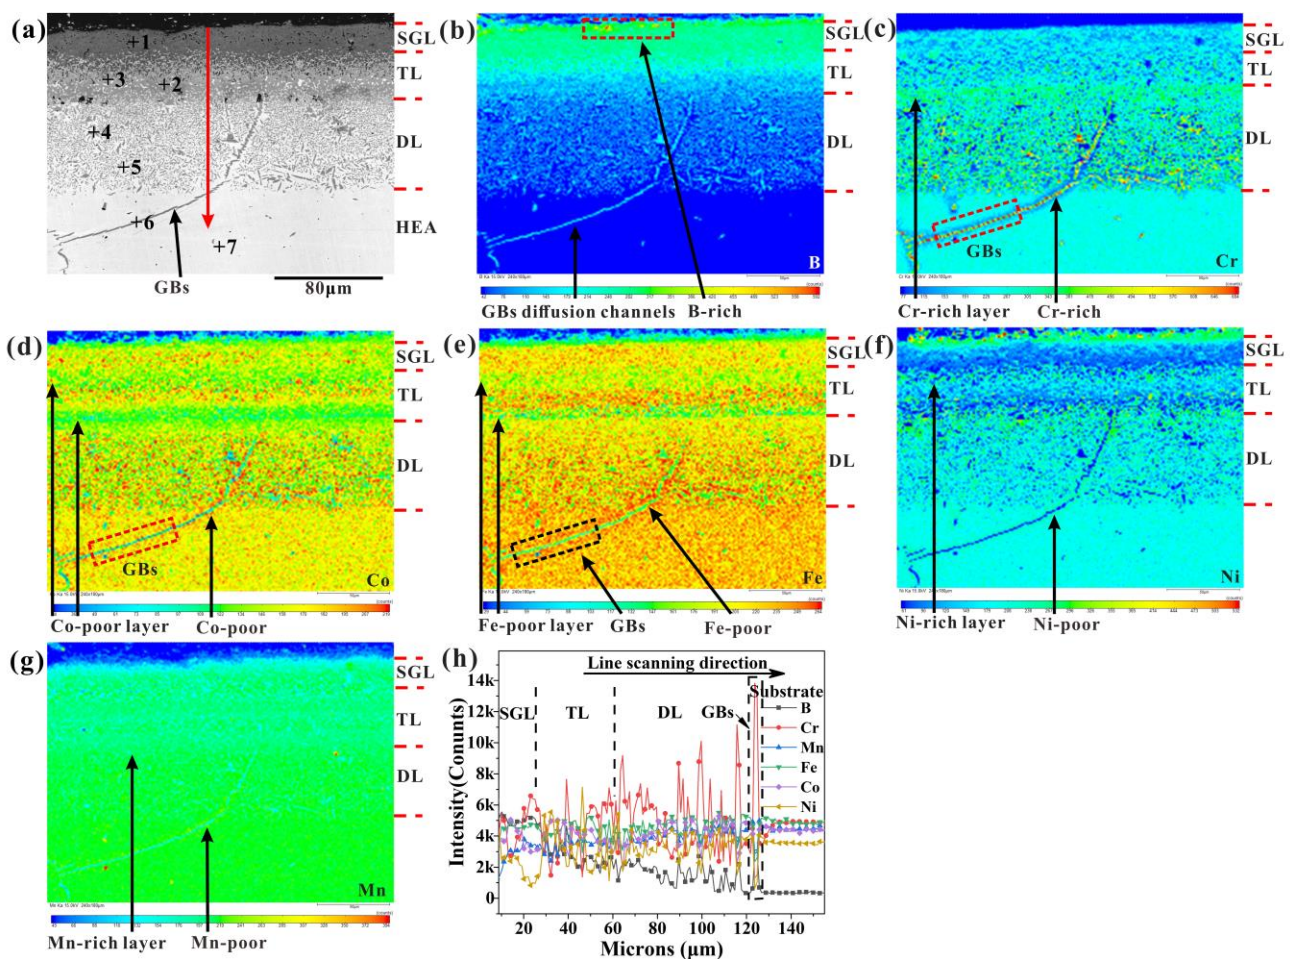 (a)
+1
+3
+2
+4
+5
+6
+7
GBs
80μm
SGL
TL
DL
HEA
(b)
SGL
TL
DL
B
GBs diffusion channels
B-rich
(c)
SGL
TL
DL
GBs
Cr
Cr-rich layer
Cr-rich
(d)
SGL
TL
DL
GBs
Co
Co-poor layer
Co-poor
(e)
SGL
TL
DL
Fe
Fe-poor layer
GBs
Fe-poor
(f)
SGL
TL
DL
Ni
Ni-rich layer
Ni-poor
(g)
SGL
TL
DL
Mn
Mn-rich layer
Mn-poor
(h)
Line scanning direction
14k
12k
10k
8k
6k
4k
2k
0
Intensity(Conunts)
SGL
TL
DL
GBs
Substrate
B
Cr
Mn
Fe
Co
Ni
20
40
60
80
100
120
140
Microns (μm)